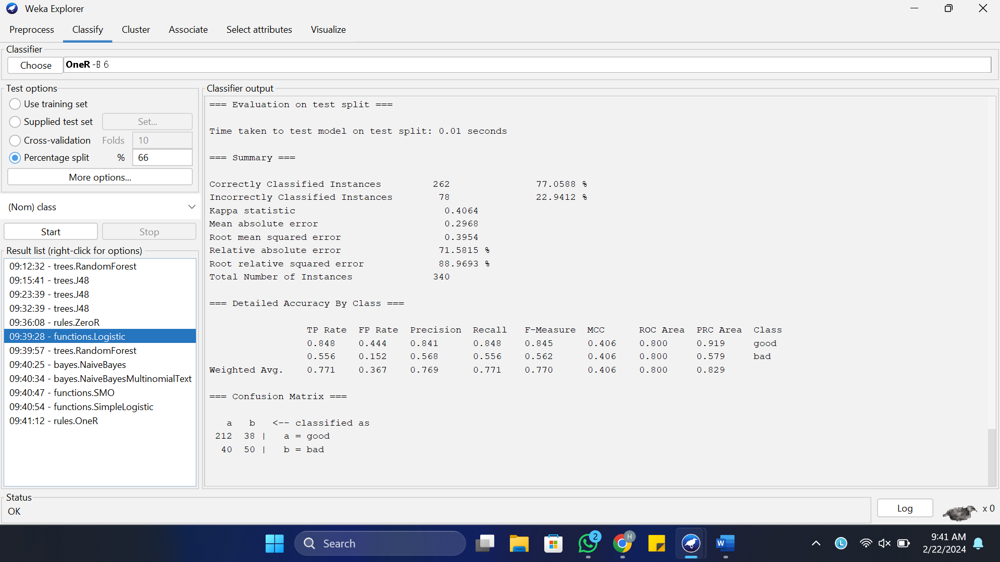 Weka Explorer
Preprocess Classify Cluster Associate Select attributes Visualize
Classifier
Choose OneR -B 6
Test options
Use training set
Supplied test set Set...
Cross-validation Folds 10
Percentage split % 66
More options...
(Nom) class
Start Stop
Result list (right-click for options)
09:12:32 - trees.RandomForest
09:15:41 - trees.J48
09:23:39 - trees.J48
09:32:39 - trees.J48
09:36:08 - rules.ZeroR
09:39:28 - functions.Logistic
09:39:57 - trees.RandomForest
09:40:25 - bayes.NaiveBayes
09:40:34 - bayes.NaiveBayesMultinomialText
09:40:47 - functions.SMO
09:40:54 - functions.SimpleLogistic
09:41:12 - rules.OneR
Classifier output
=== Evaluation on test split ===
Time taken to test model on test split: 0.01 seconds
=== Summary ===
Correctly Classified Instances 262 77.0588 %
Incorrectly Classified Instances 78 22.9412 %
Kappa statistic 0.4064
Mean absolute error 0.2968
Root mean squared error 0.3954
Relative absolute error 71.5815 %
Root relative squared error 88.9693 %
Total Number of Instances 340
=== Detailed Accuracy By Class ===
TP Rate FP Rate Precision Recall F-Measure MCC ROC Area PRC Area Class
0.848 0.444 0.841 0.848 0.845 0.406 0.800 0.919 good
0.556 0.152 0.568 0.556 0.562 0.406 0.800 0.579 bad
Weighted Avg. 0.771 0.367 0.769 0.771 0.770 0.406 0.800 0.829
=== Confusion Matrix ===
a b <-- classified as
212 38 | a = good
40 50 | b = bad
Status
OK
Log
x 0
Search
2
H
W
L
9:41 AM
2/22/2024